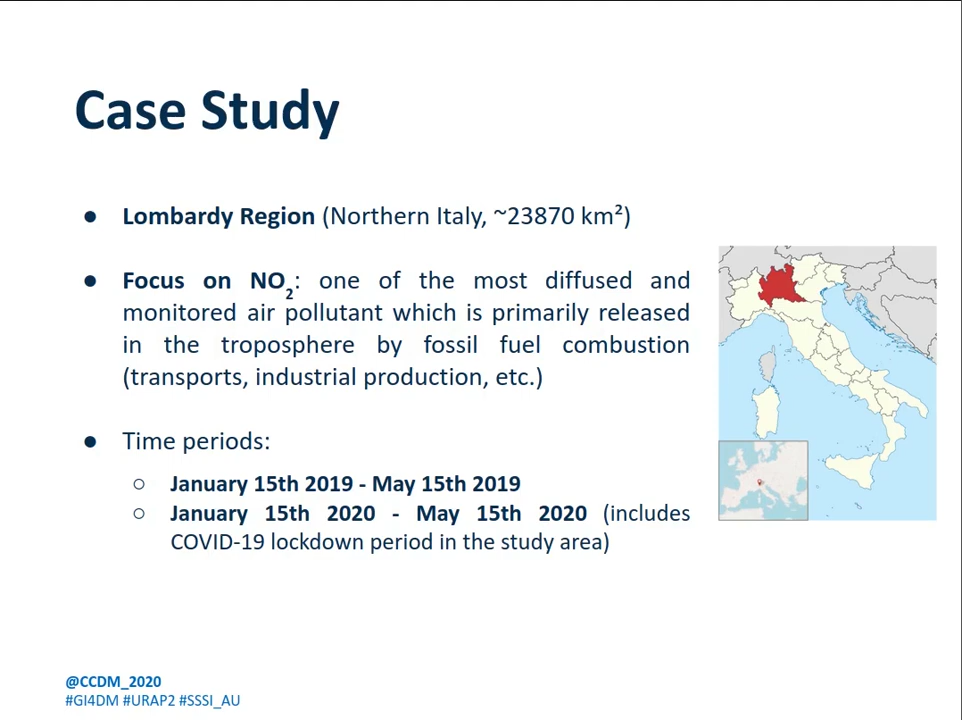 Case Study
● Lombardy Region (Northern Italy, ~23870 km²)
● Focus on NO₂: one of the most diffused and
monitored air pollutant which is primarily released
in the troposphere by fossil fuel combustion
(transports, industrial production, etc.)
● Time periods:
○ January 15th 2019 - May 15th 2019
○ January 15th 2020 - May 15th 2020 (includes
COVID-19 lockdown period in the study area)
@CCDM_2020
#GI4DM #URAP2 #SSSI_AU